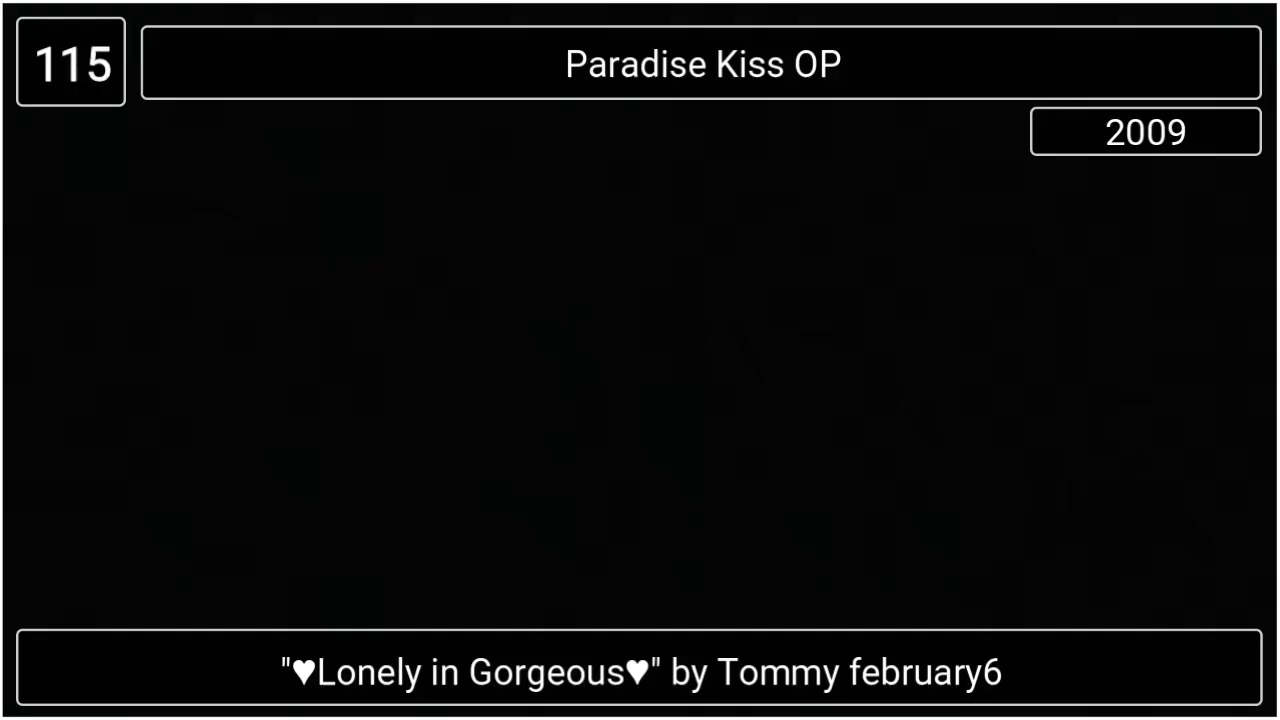 115
Paradise Kiss OP
2009
"♥Lonely in Gorgeous♥" by Tommy february6